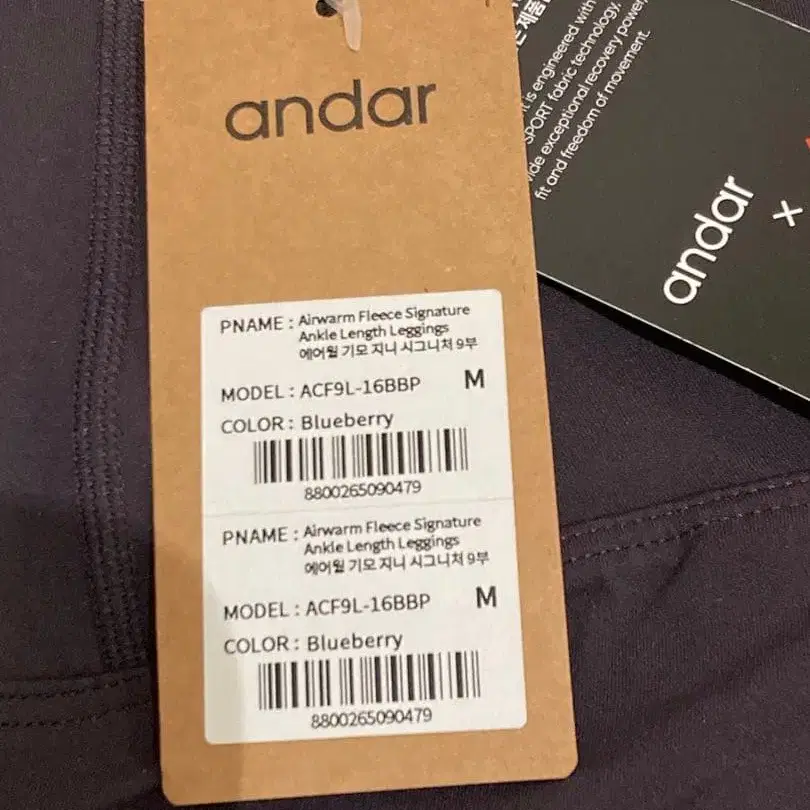 andar
PNAME : Airwarm Fleece Signature
Ankle Length Leggings
에어웜 기모 지니 시그니처 9부
MODEL : ACF9L-16BBP M
COLOR : Blueberry
8800265090479
PNAME : Airwarm Fleece Signature
Ankle Length Leggings
에어웜 기모 지니 시그니처 9부
MODEL : ACF9L-16BBP M
COLOR : Blueberry
8800265090479
제품
it is engineered with
SPORT fabric technology,
exceptional recovery power,
fit and freedom of movement.
andar ×